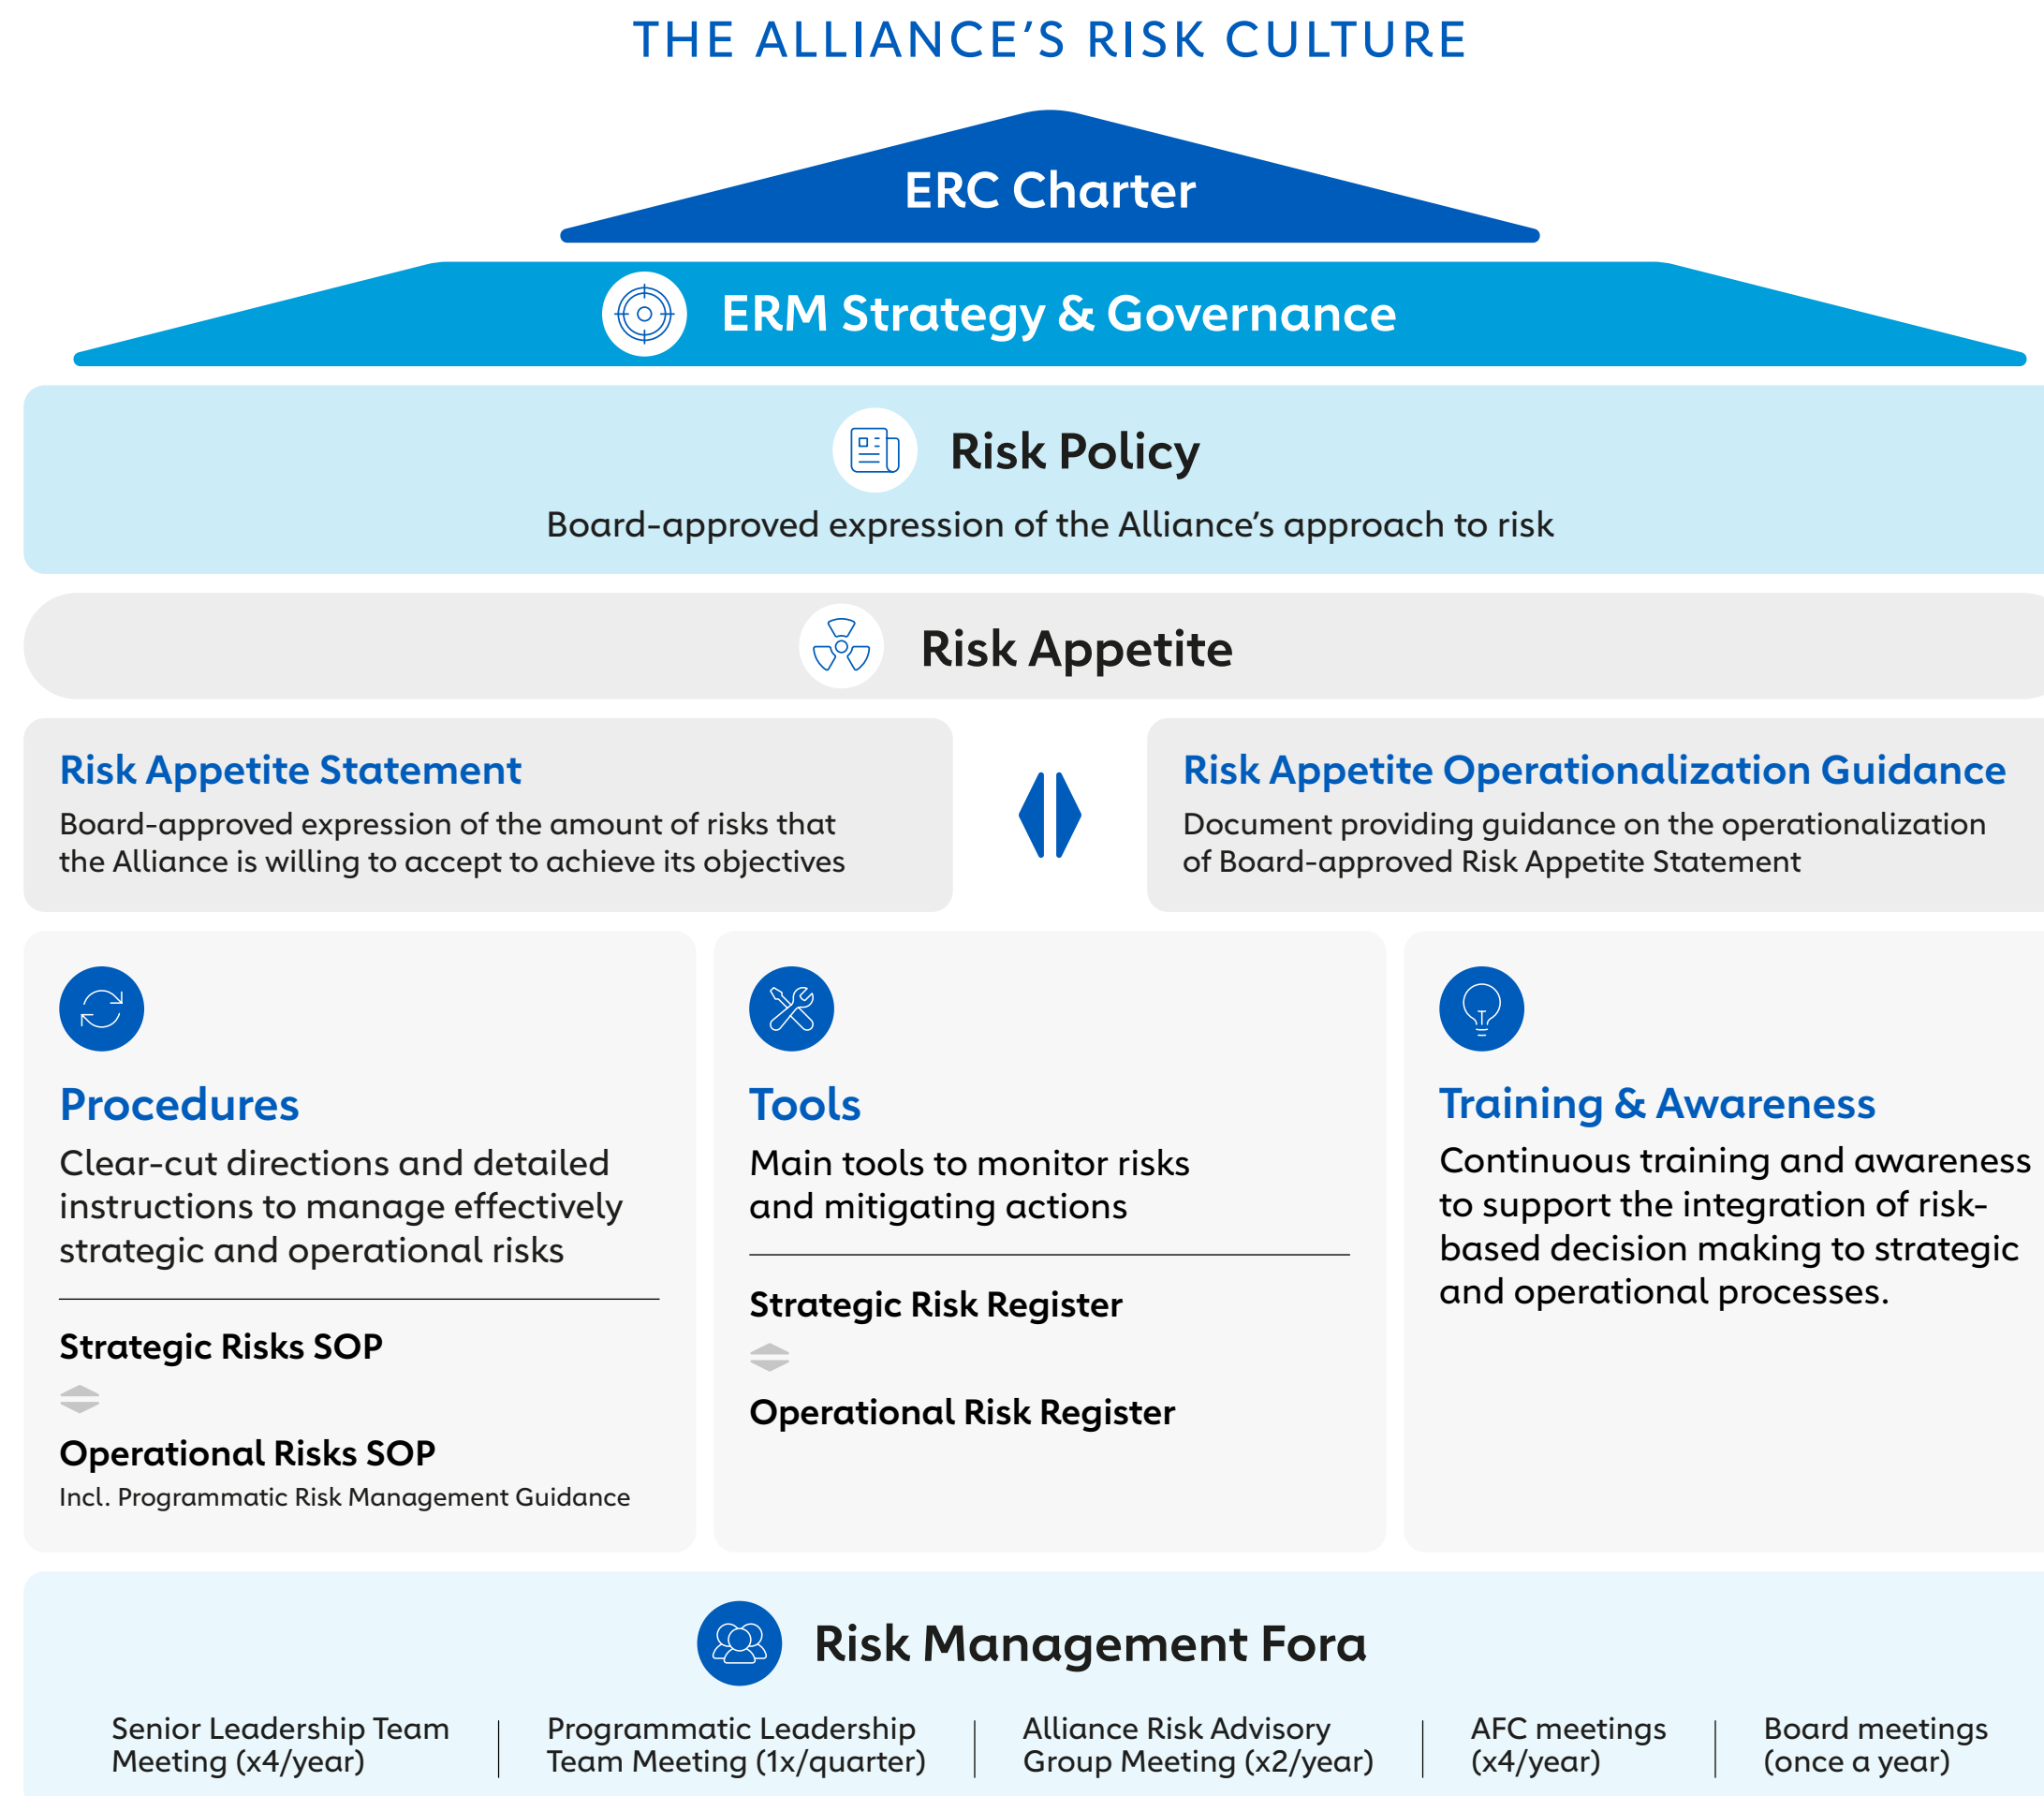 THE ALLIANCE’S RISK CULTURE
ERC Charter
ERM Strategy & Governance
Risk Policy
Board-approved expression of the Alliance’s approach to risk
Risk Appetite
Risk Appetite Statement
Board-approved expression of the amount of risks that
the Alliance is willing to accept to achieve its objectives
Risk Appetite Operationalization Guidance
Document providing guidance on the operationalization
of Board-approved Risk Appetite Statement
Procedures
Clear-cut directions and detailed
instructions to manage effectively
strategic and operational risks
Strategic Risks SOP
Operational Risks SOP
Incl. Programmatic Risk Management Guidance
Tools
Main tools to monitor risks
and mitigating actions
Strategic Risk Register
Operational Risk Register
Training & Awareness
Continuous training and awareness
to support the integration of risk-
based decision making to strategic
and operational processes.
Risk Management Fora
Senior Leadership Team
Meeting (x4/year)
Programmatic Leadership
Team Meeting (1x/quarter)
Alliance Risk Advisory
Group Meeting (x2/year)
AFC meetings
(x4/year)
Board meetings
(once a year)